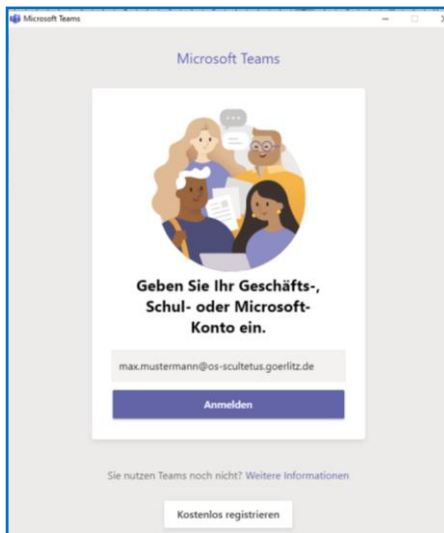 Microsoft Teams
Microsoft Teams
Geben Sie Ihr Geschäfts-,
Schul- oder Microsoft-
Konto ein.
max.mustermann@os-scultetus.goerlitz.de
Anmelden
Sie nutzen Teams noch nicht? Weitere Informationen
Kostenlos registrieren